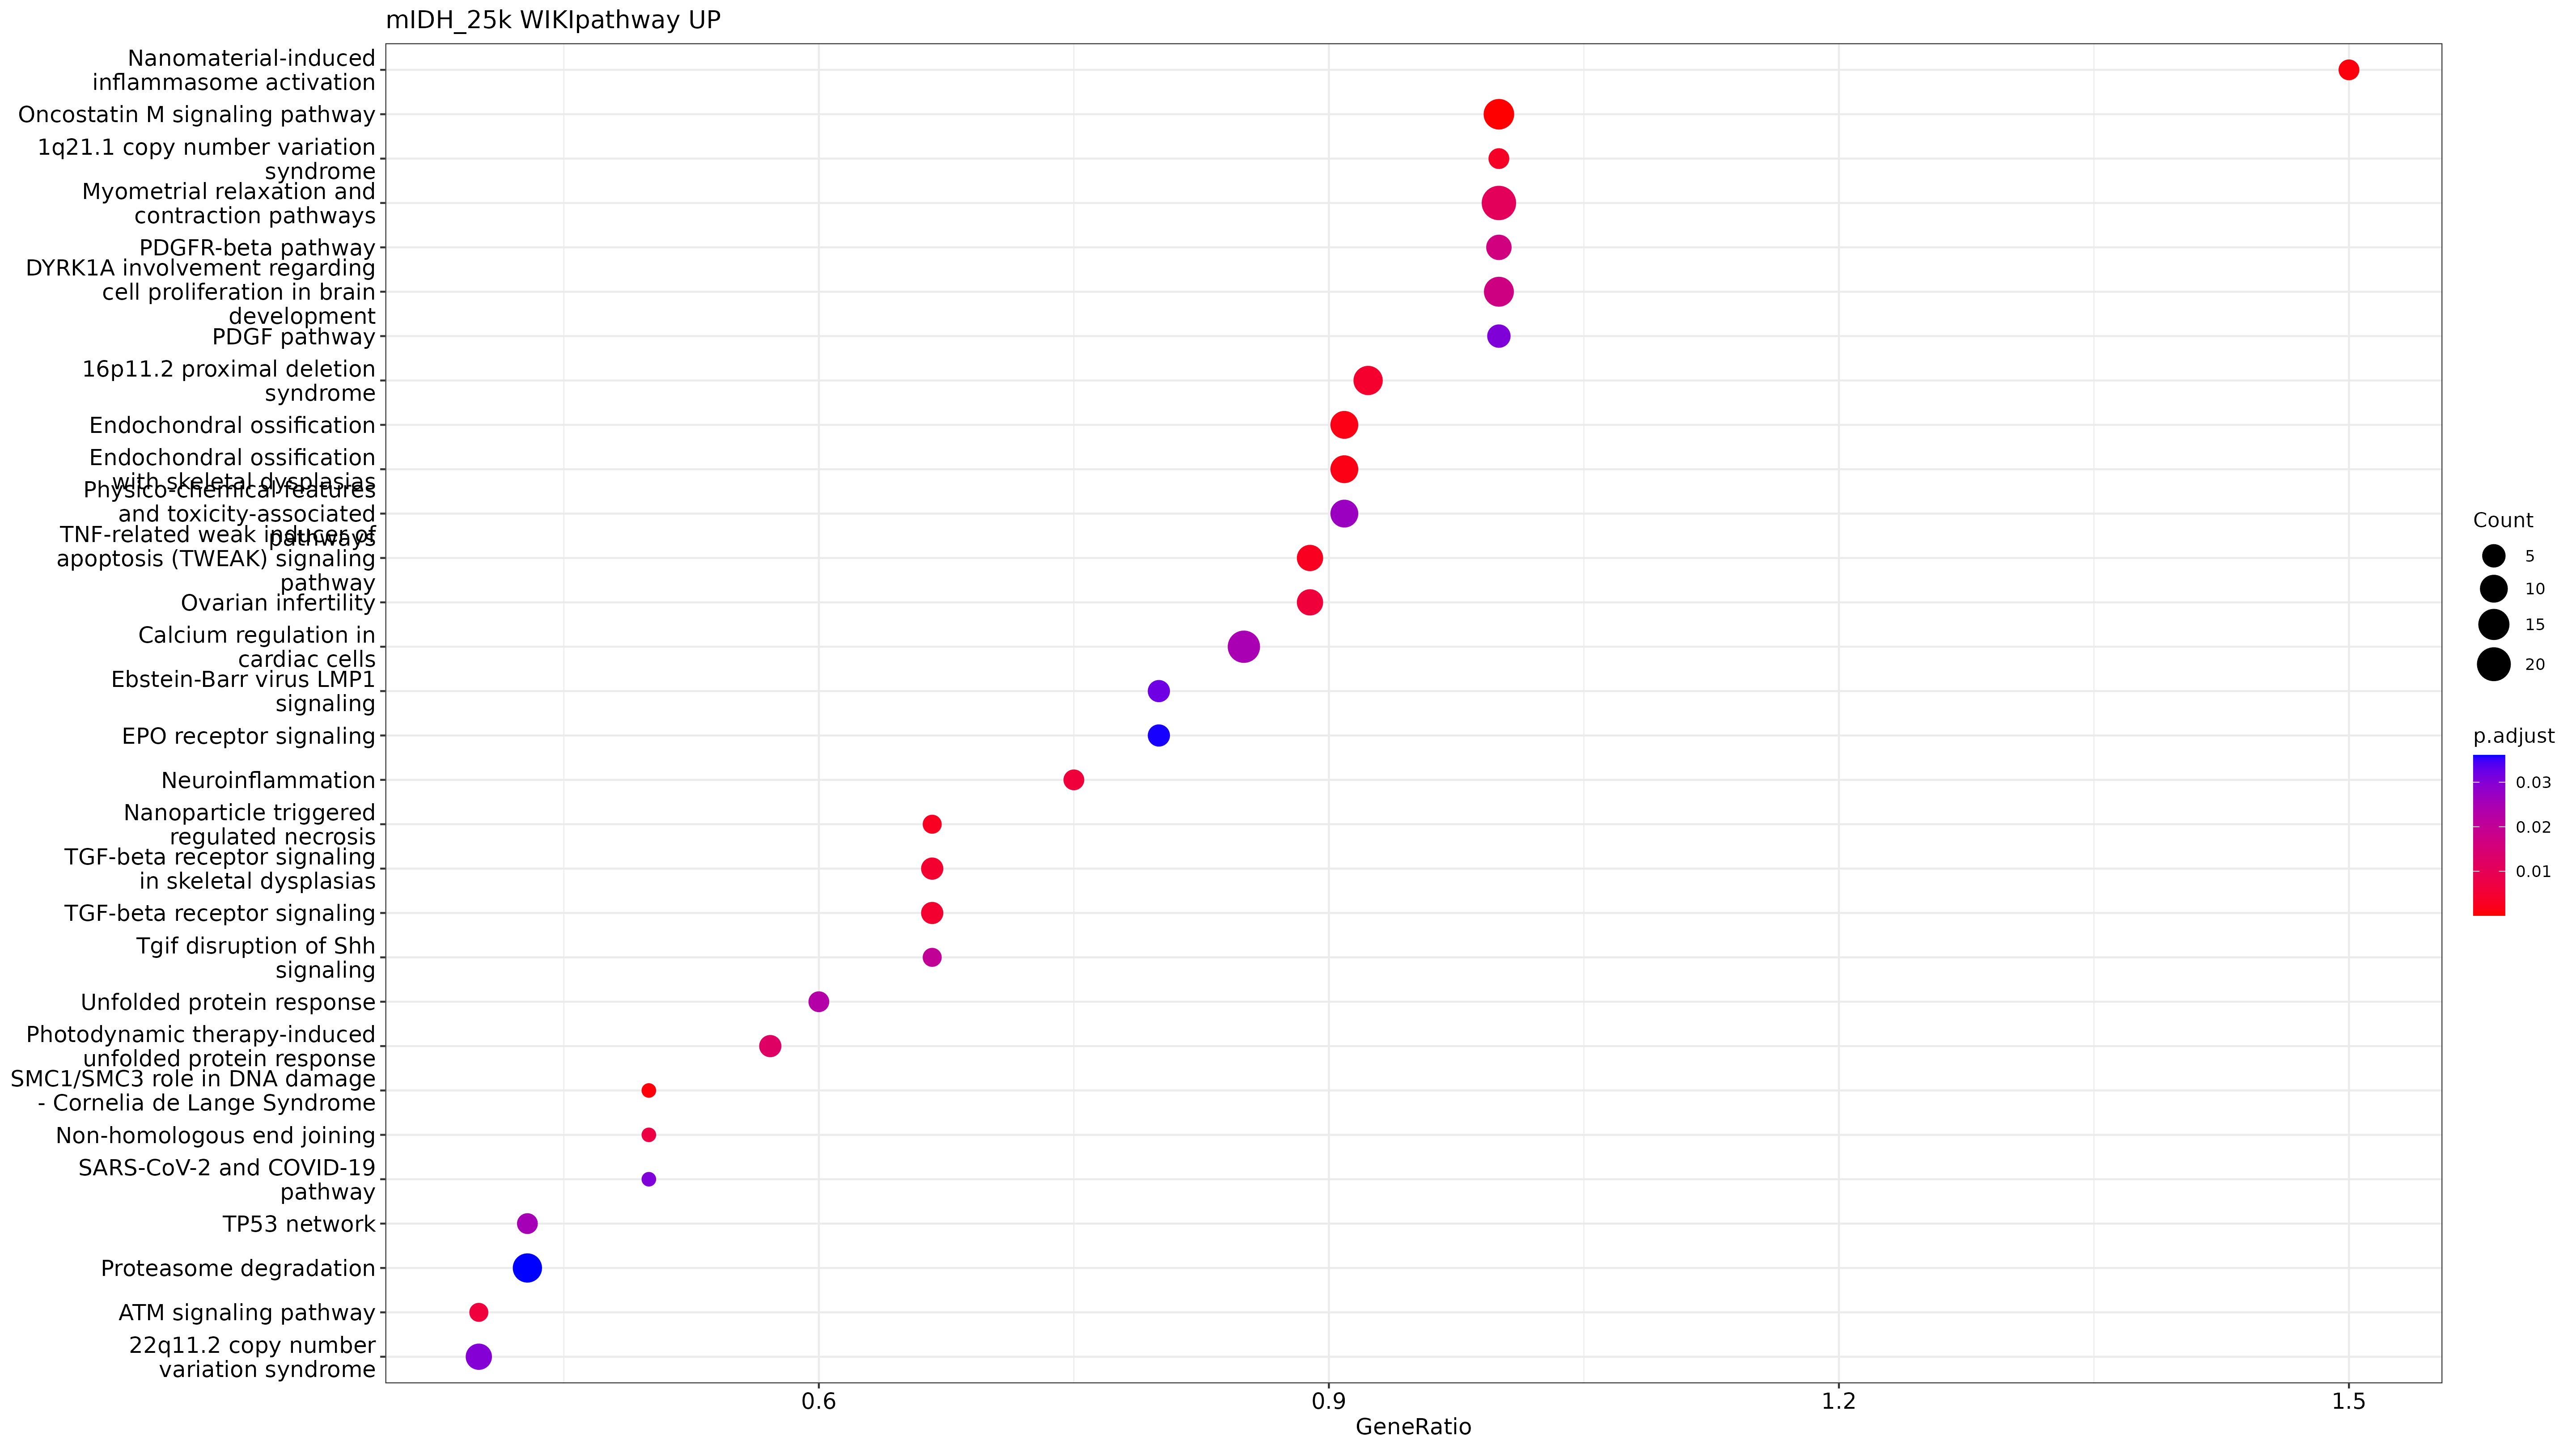 mIDH_25k WIKIpathway UP
Nanomaterial-induced
inflammasome activation
Oncostatin M signaling pathway
1q21.1 copy number variation
syndrome
Myometrial relaxation and
contraction pathways
PDGFR-beta pathway
DYRK1A involvement regarding
cell proliferation in brain
development
PDGF pathway
16p11.2 proximal deletion
syndrome
Endochondral ossification
Endochondral ossification
with skeletal dysplasias
Physico-chemical features
and toxicity-associated
pathways
TNF-related weak inducer of
apoptosis (TWEAK) signaling
pathway
Ovarian infertility
Calcium regulation in
cardiac cells
Ebstein-Barr virus LMP1
signaling
EPO receptor signaling
Neuroinflammation
Nanoparticle triggered
regulated necrosis
TGF-beta receptor signaling
in skeletal dysplasias
TGF-beta receptor signaling
Tgif disruption of Shh
signaling
Unfolded protein response
Photodynamic therapy-induced
unfolded protein response
SMC1/SMC3 role in DNA damage
- Cornelia de Lange Syndrome
Non-homologous end joining
SARS-CoV-2 and COVID-19
pathway
TP53 network
Proteasome degradation
ATM signaling pathway
22q11.2 copy number
variation syndrome
0.6 0.9 1.2 1.5
GeneRatio
Count
5
10
15
20
p.adjust
0.03
0.02
0.01